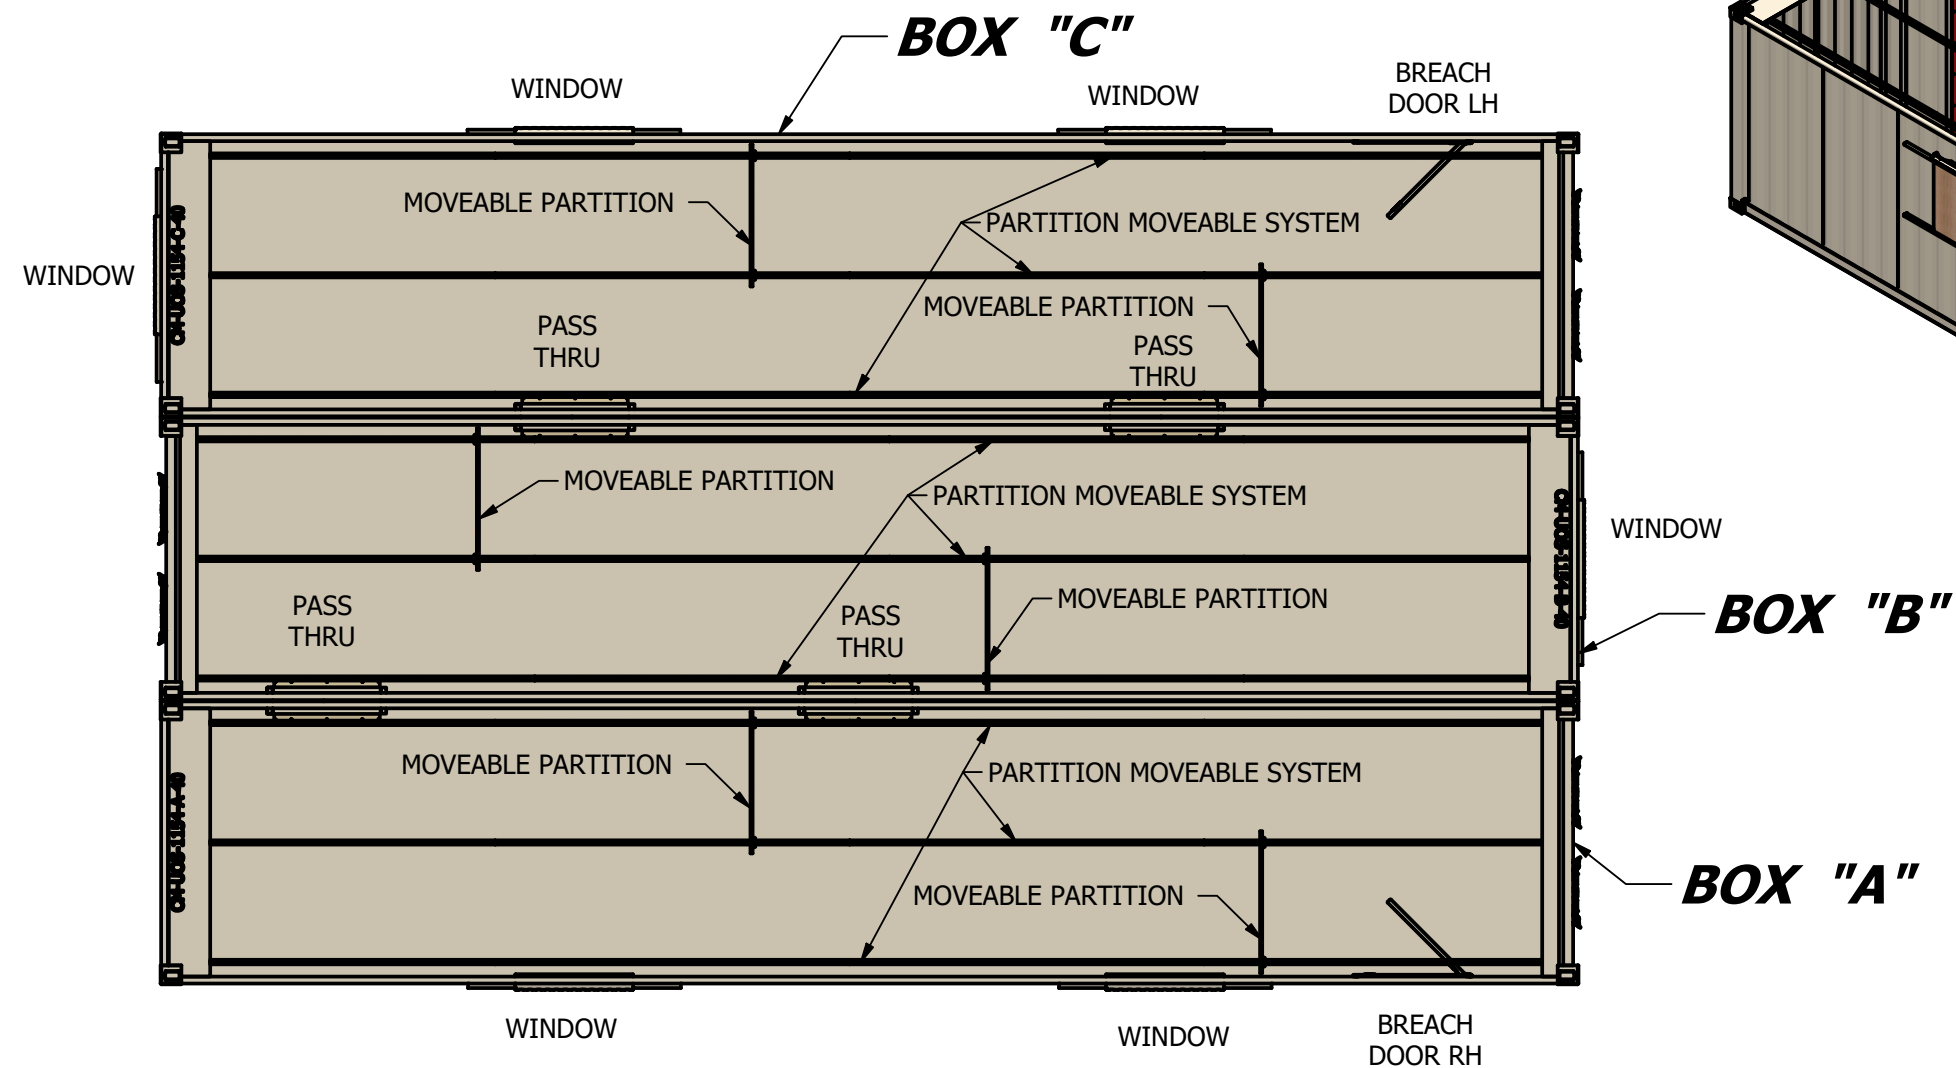 BOX "C"
WINDOW
WINDOW
BREACH
DOOR LH
MOVEABLE PARTITION
PARTITION MOVEABLE SYSTEM
WINDOW
MOVEABLE PARTITION
PASS
THRU
PASS
THRU
MOVEABLE PARTITION
PARTITION MOVEABLE SYSTEM
WINDOW
MOVEABLE PARTITION
BOX "B"
PASS
THRU
PASS
THRU
MOVEABLE PARTITION
PARTITION MOVEABLE SYSTEM
MOVEABLE PARTITION
BOX "A"
WINDOW
WINDOW
BREACH
DOOR RH